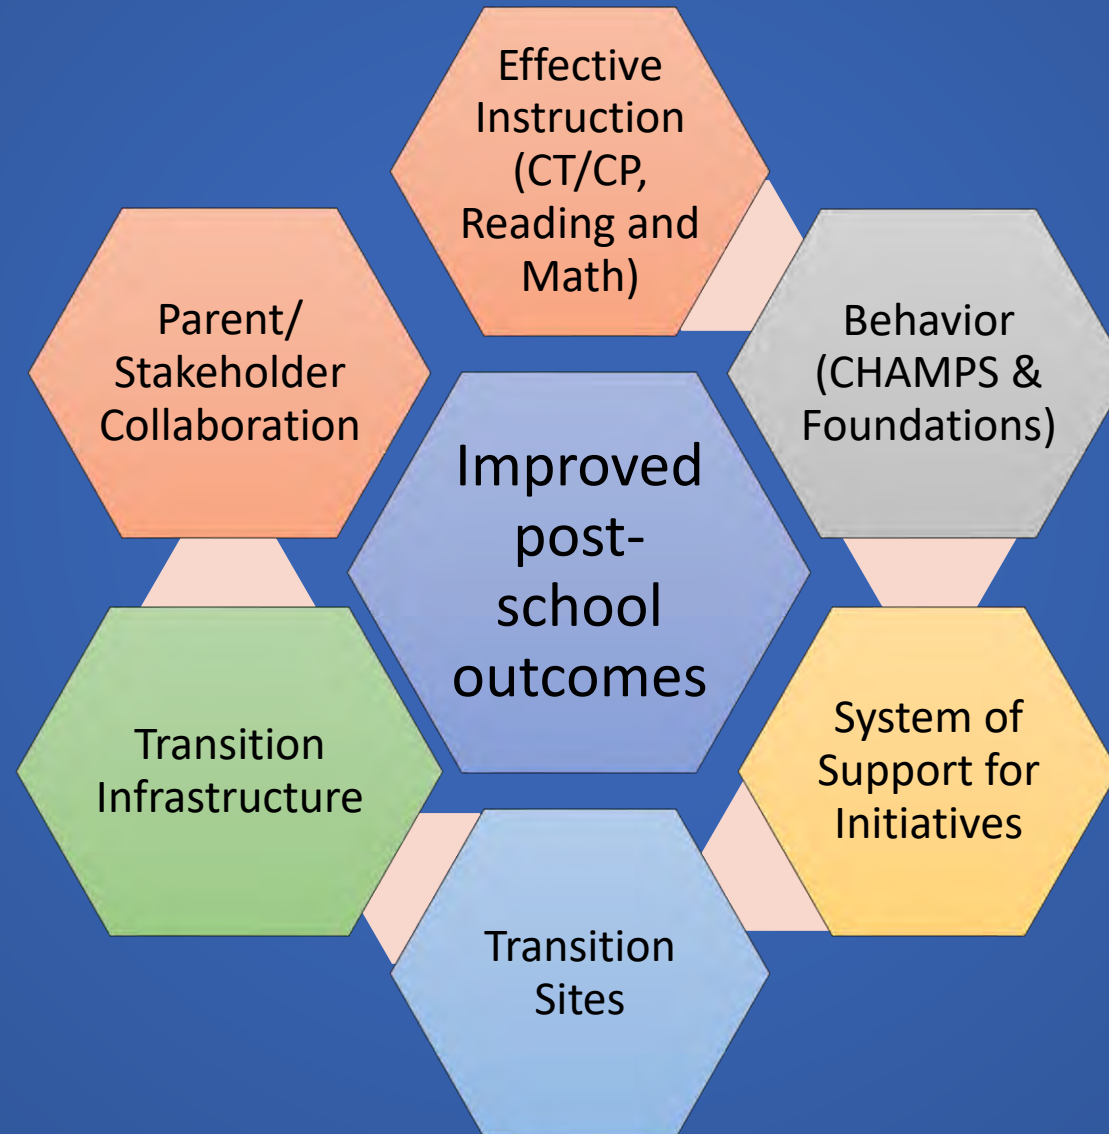 Effective
Instruction
(CT/CP,
Reading and
Math)
Parent/
Stakeholder
Collaboration
Behavior
(CHAMPS &
Foundations)
Improved
post-
school
outcomes
Transition
Infrastructure
System of
Support for
Initiatives
Transition
Sites